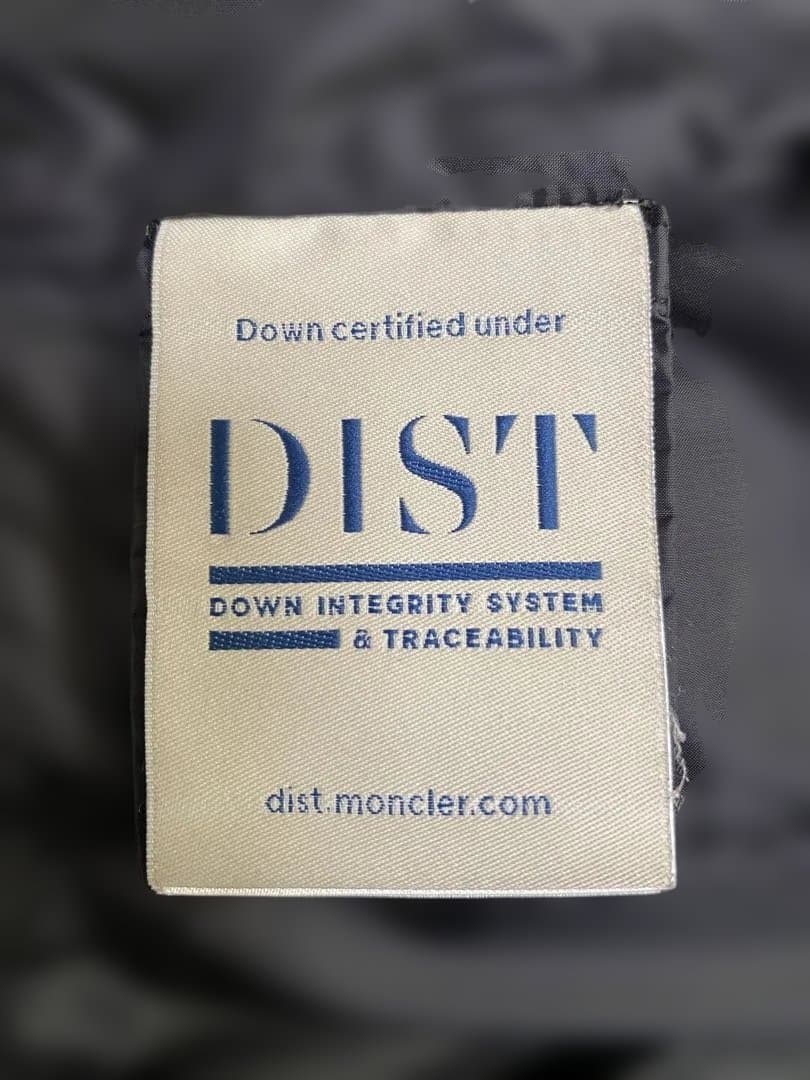 Down certified under
DIST
DOWN INTEGRITY SYSTEM
& TRACEABILITY
dist.moncler.com